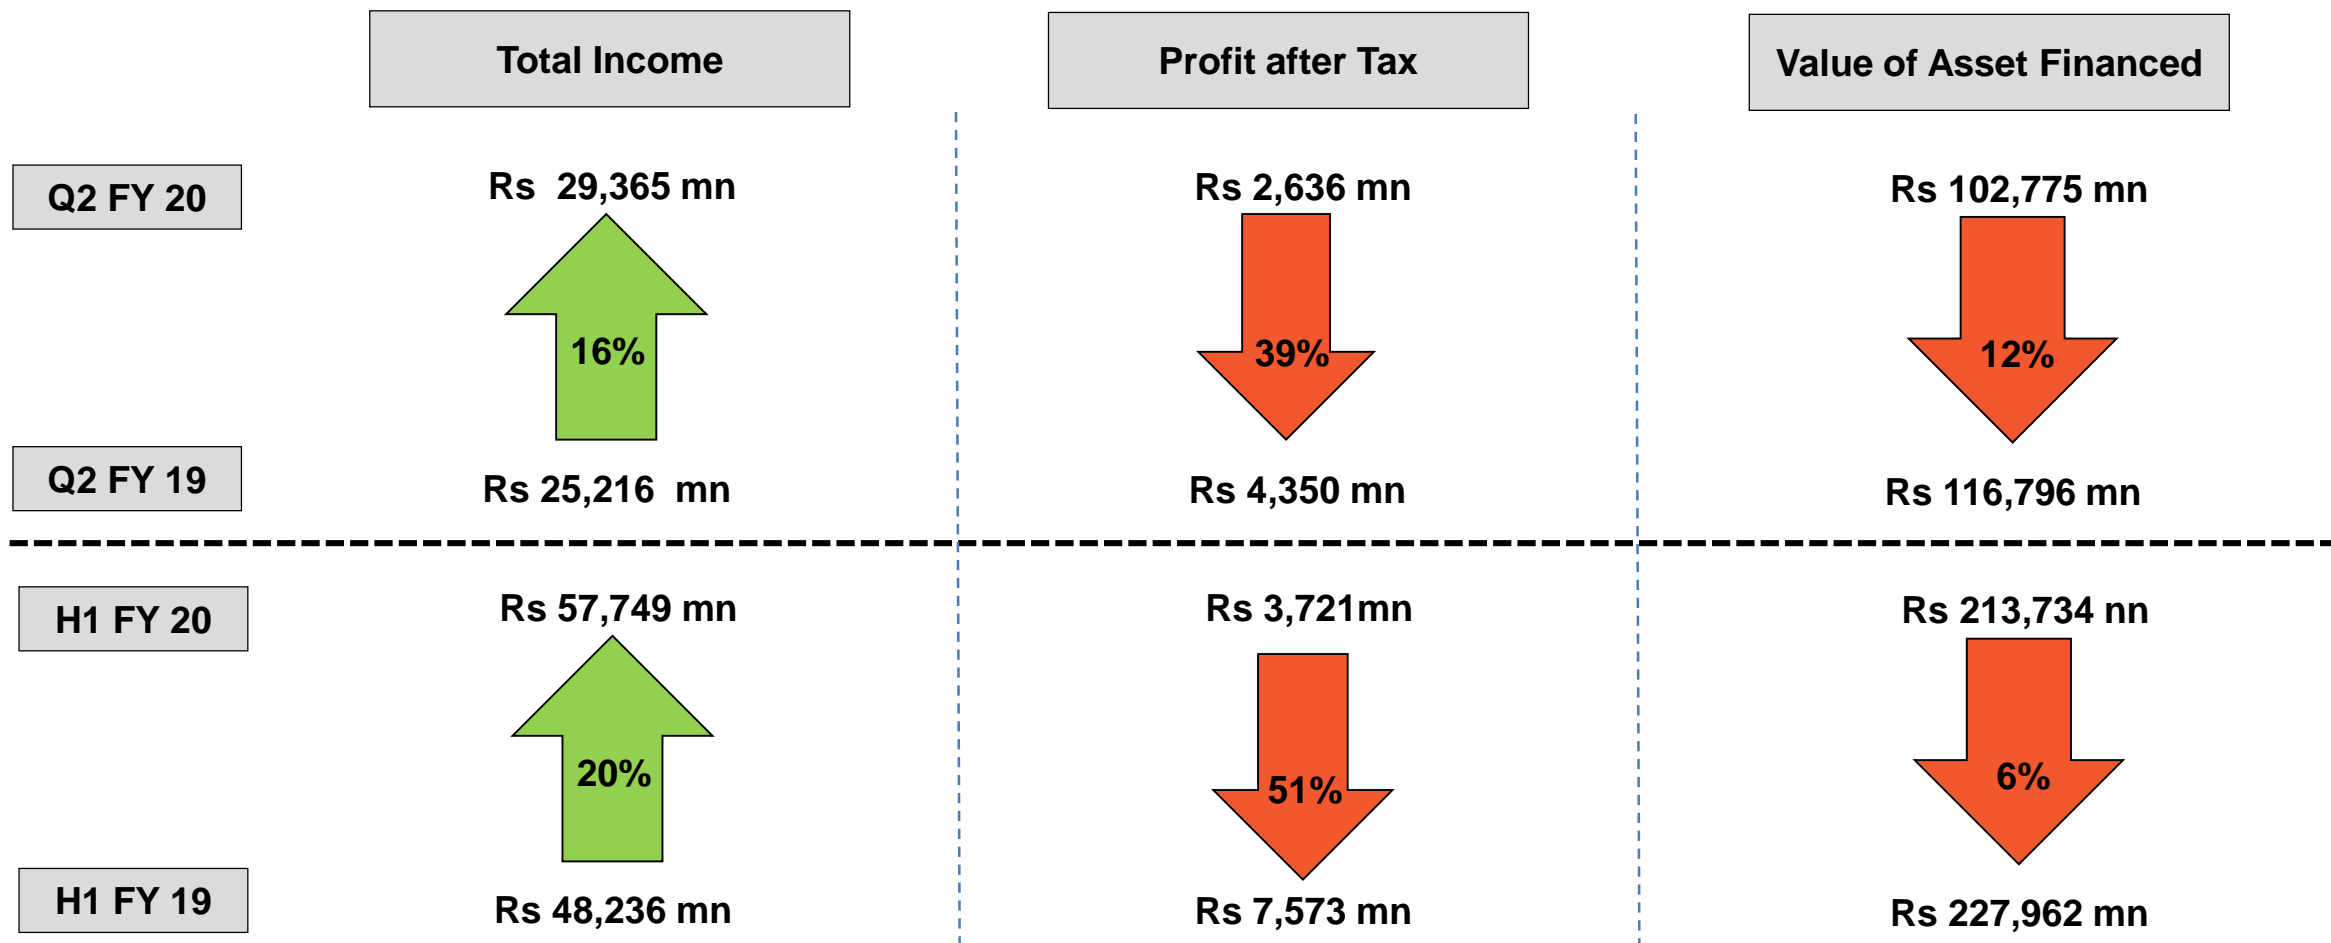 Total Income
Profit after Tax
Value of Asset Financed
Q2 FY 20
Rs  29,365 mn
Rs 2,636 mn
Rs 102,775 mn
16%
39%
12%
Q2 FY 19
Rs 25,216  mn
Rs 4,350 mn
Rs 116,796 mn
H1 FY 20
Rs 57,749 mn
Rs 3,721mn
Rs 213,734 nn
20%
51%
6%
H1 FY 19
Rs 48,236 mn
Rs 7,573 mn
Rs 227,962 mn